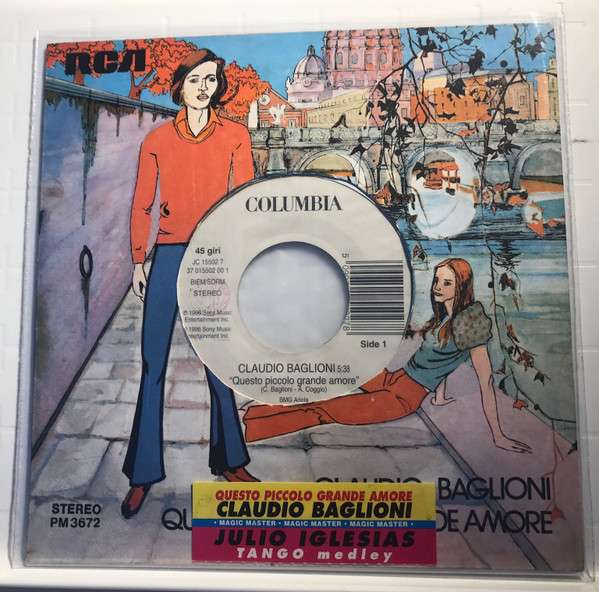 RCA
COLUMBIA
45 giri
JC 15502 7
37 015502 00 1
BIEM/SDRM
STEREO
Side 1
℗ 1996 Sony Music
Entertainment Inc.
© 1996 Sony Music
Entertainment Inc.
CLAUDIO BAGLIONI 5:38
"Questo piccolo grande amore"
(C. Baglioni - A. Coggio)
BMG Ariola
CLAUDIO BAGLIONI
QU DE AMORE
STEREO
PM 3672
QUESTO PICCOLO GRANDE AMORE
CLAUDIO BAGLIONI
• MAGIC MASTER • MAGIC MASTER • MAGIC MASTER •
JULIO IGLESIAS
TANGO medley